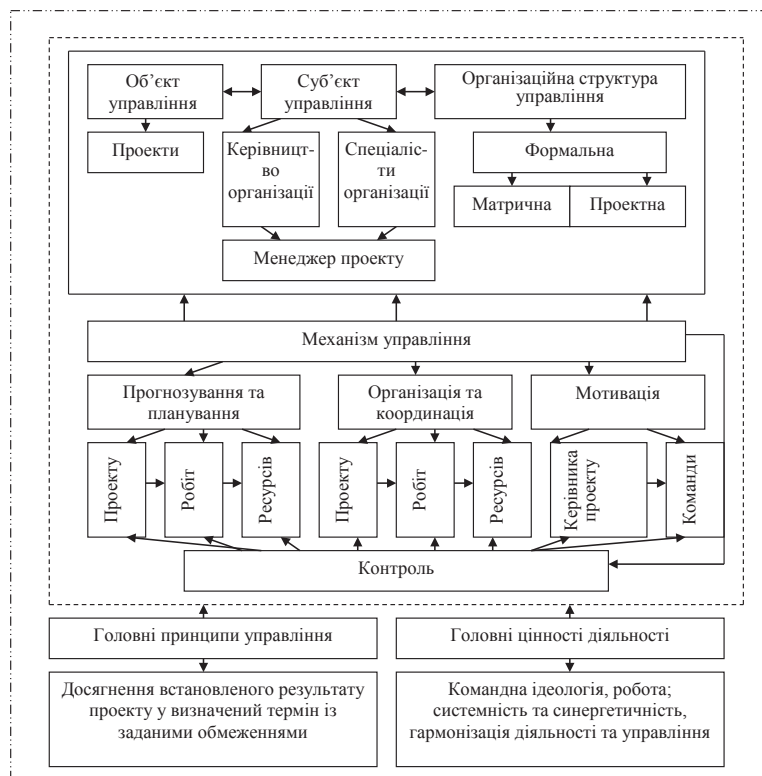 Об’єкт
управління
Суб’єкт
управління
Організаційна структура
управління
Проекти
Керівницт-
во
організації
Спеціаліс-
ти
організації
Формальна
Матрична
Проектна
Менеджер проекту
Механізм управління
Прогнозування та
планування
Організація та
координація
Мотивація
Проекту
Робіт
Ресурсів
Проекту
Робіт
Ресурсів
Керівника
проекту
Команди
Контроль
Головні принципи управління
Головні цінності діяльності
Досягнення встановленого результату
проекту у визначений термін із
заданими обмеженнями
Командна ідеологія, робота;
системність та синергетичність,
гармонізація діяльності та управління